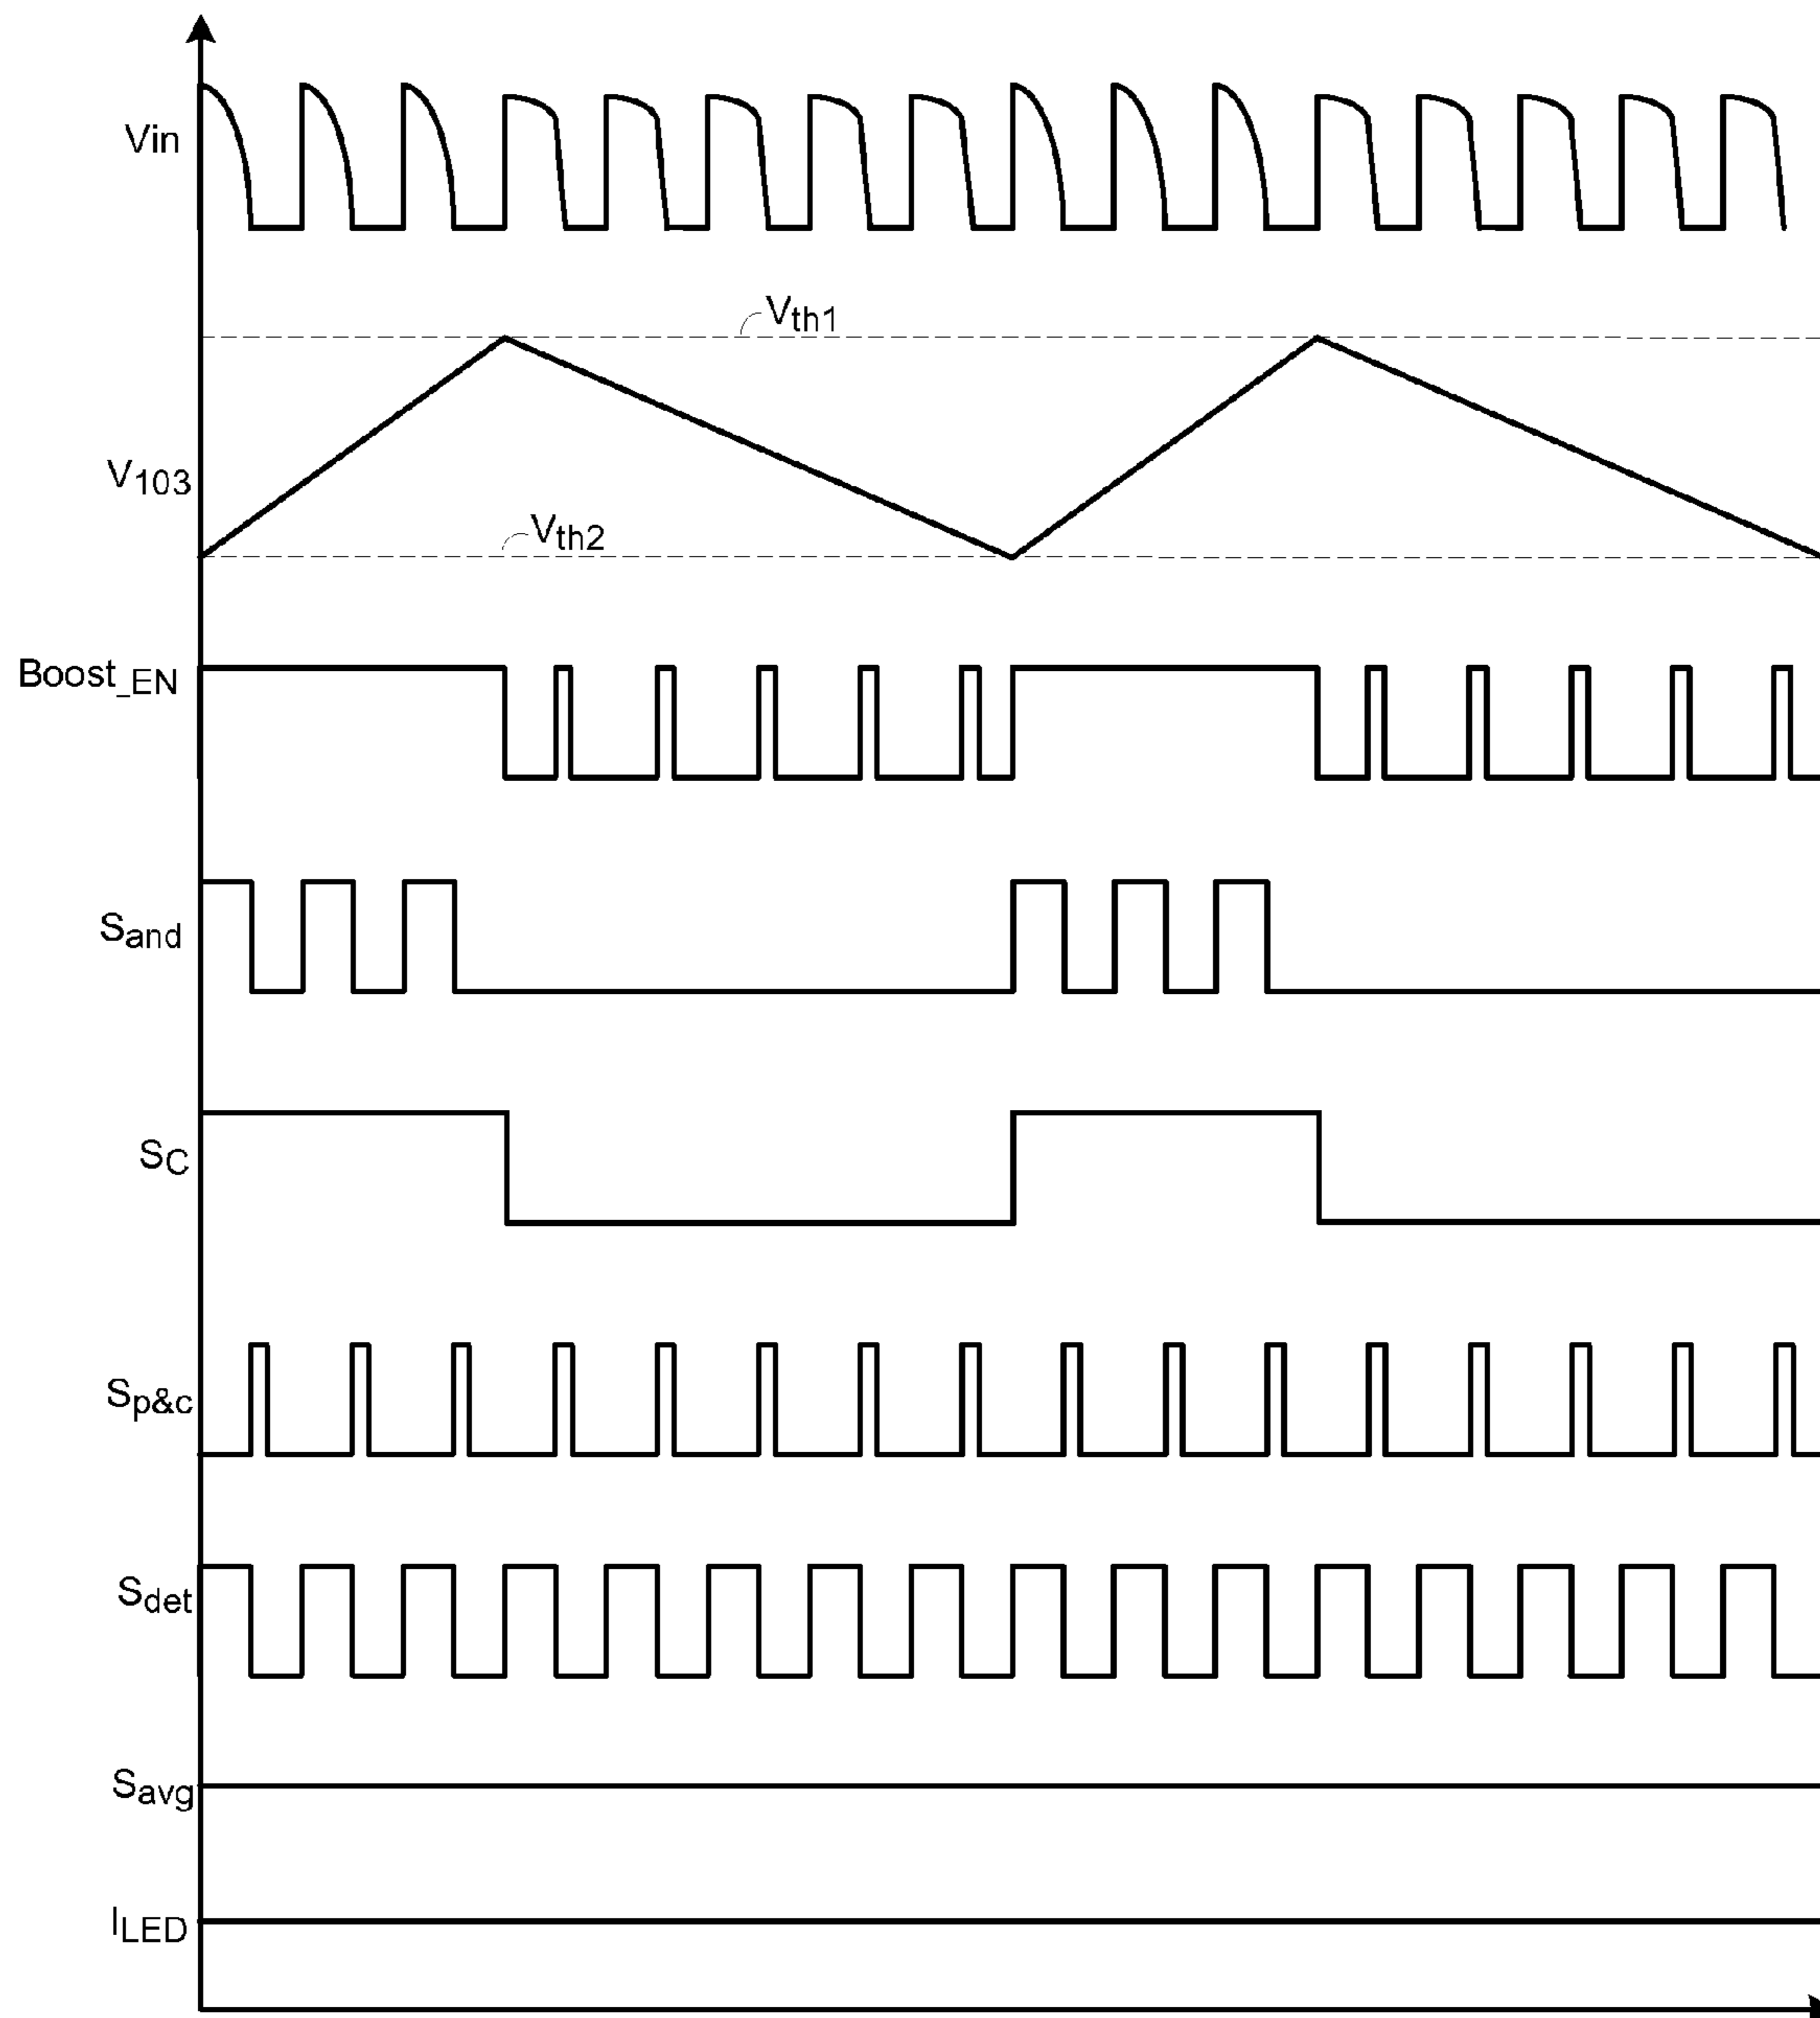 Vin
Vth1
V103
Vth2
Boost_EN
Sand
SC
Sp&c
Sdet
Savg
ILED